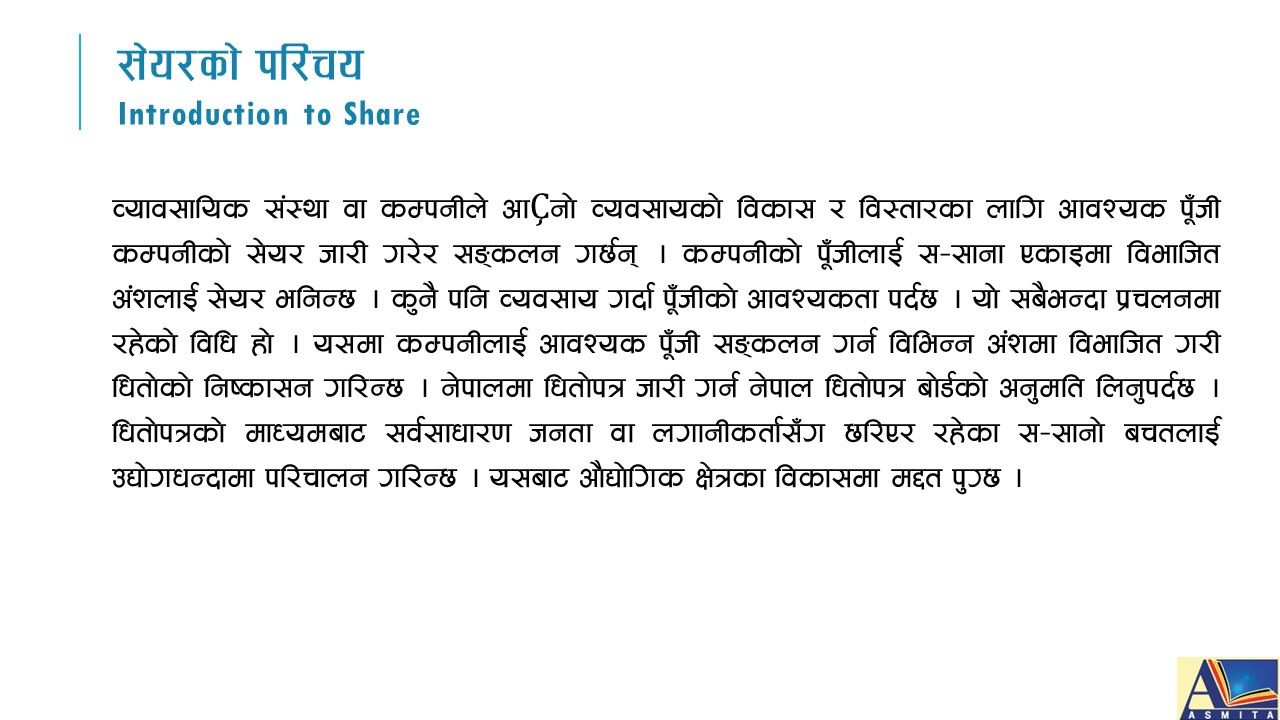 सेयरको परिचय
Introduction to Share
व्यावसायिक संस्था वा कम्पनीले आÇनो व्यवसायको विकास र विस्तारका लागि आवश्यक पूँजी
कम्पनीको सेयर जारी गरेर सङ्कलन गर्छन् । कम्पनीको पूँजीलाई स-साना एकाइमा विभाजित
अंशलाई सेयर भनिन्छ । कुनै पनि व्यवसाय गर्दा पूँजीको आवश्यकता पर्दछ । यो सबैभन्दा प्रचलनमा
रहेको विधि हो । यसमा कम्पनीलाई आवश्यक पूँजी सङ्कलन गर्न विभिन्न अंशमा विभाजित गरी
धितोको निष्कासन गरिन्छ । नेपालमा धितोपत्र जारी गर्न नेपाल धितोपत्र बोर्डको अनुमति लिनुपर्दछ ।
धितोपत्रको माध्यमबाट सर्वसाधारण जनता वा लगानीकर्तासँग छरिएर रहेका स-सानो बचतलाई
उद्योगधन्दामा परिचालन गरिन्छ । यसबाट औद्योगिक क्षेत्रका विकासमा मद्दत पुग्छ ।
ASMITA